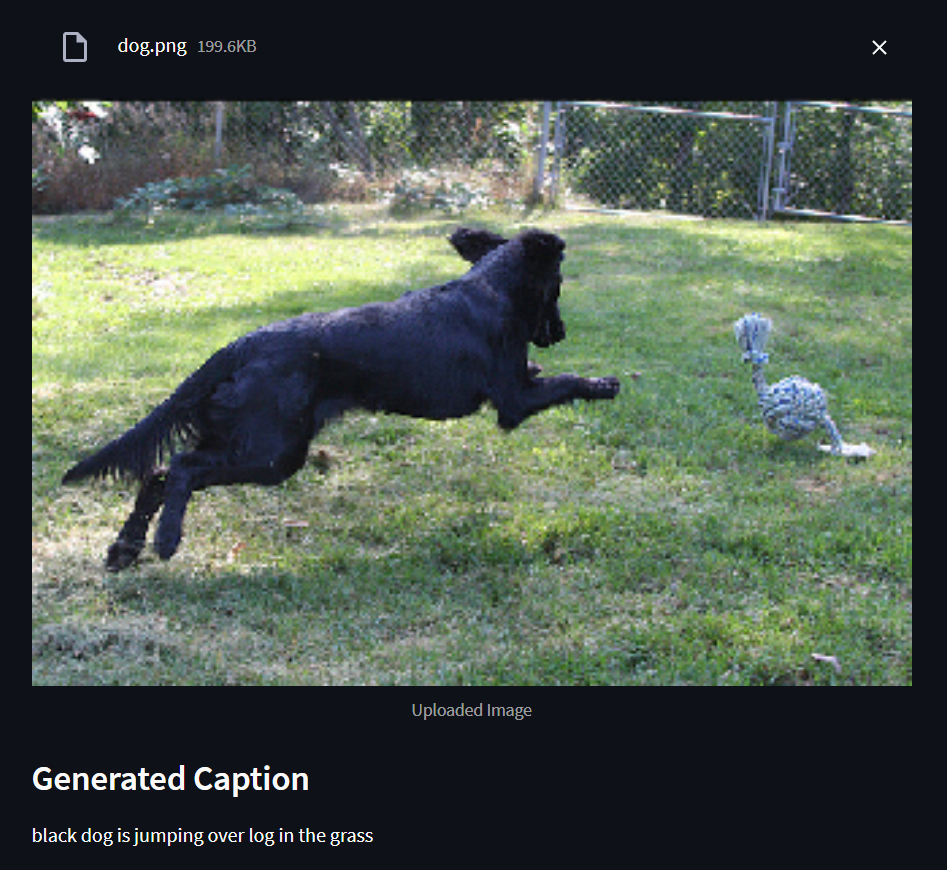 dog.png 199.6KB
Uploaded Image
Generated Caption
black dog is jumping over log in the grass